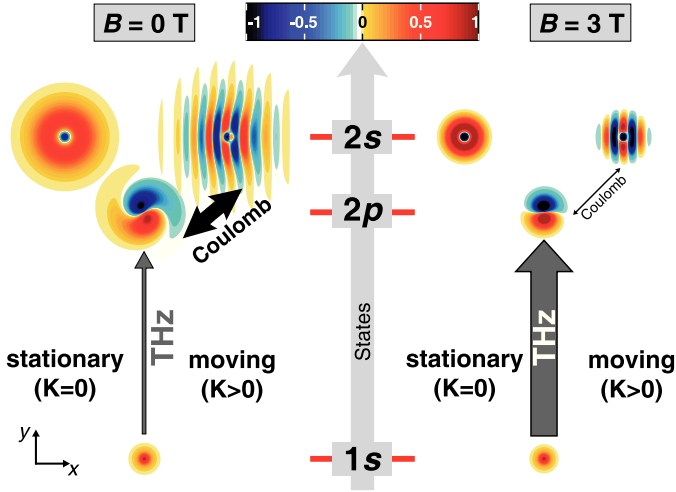 B = 0 T
-1 -0.5 0 0.5 1
B = 3 T
2s
2p
Coulomb
Coulomb
THz
States
THz
stationary
(K=0)
moving
(K>0)
stationary
(K=0)
moving
(K>0)
y
x
1s